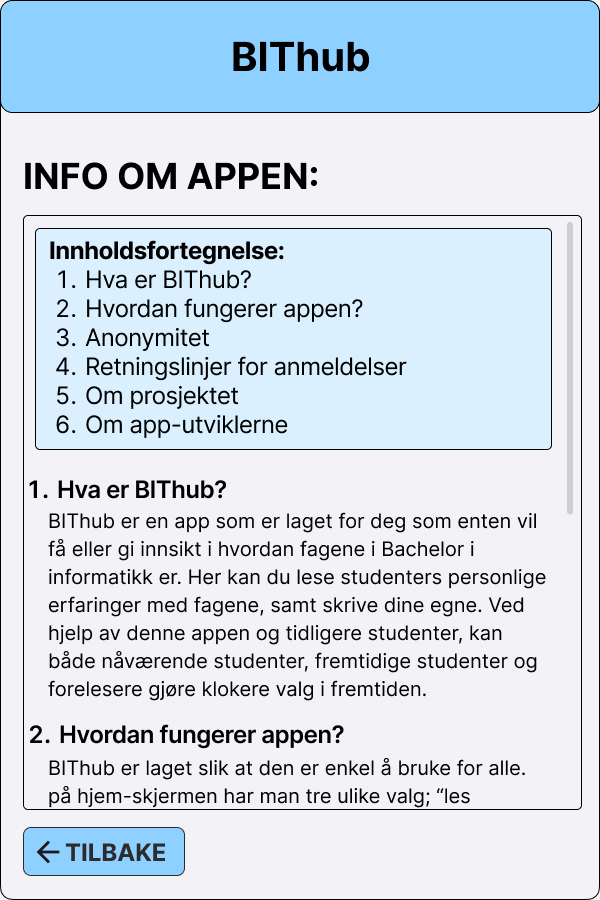 BIThub
INFO OM APPEN:
Innholdsfortegnelse:
1. Hva er BIThub?
2. Hvordan fungerer appen?
3. Anonymitet
4. Retningslinjer for anmeldelser
5. Om prosjektet
6. Om app-utviklerne
1. Hva er BIThub?
BIThub er en app som er laget for deg som enten vil
få eller gi innsikt i hvordan fagene i Bachelor i
informatikk er. Her kan du lese studenters personlige
erfaringer med fagene, samt skrive dine egne. Ved
hjelp av denne appen og tidligere studenter, kan
både nåværende studenter, fremtidige studenter og
forelesere gjøre klokere valg i fremtiden.
2. Hvordan fungerer appen?
BIThub er laget slik at den er enkel å bruke for alle.
på hjem-skjermen har man tre ulike valg; “les
TILBAKE